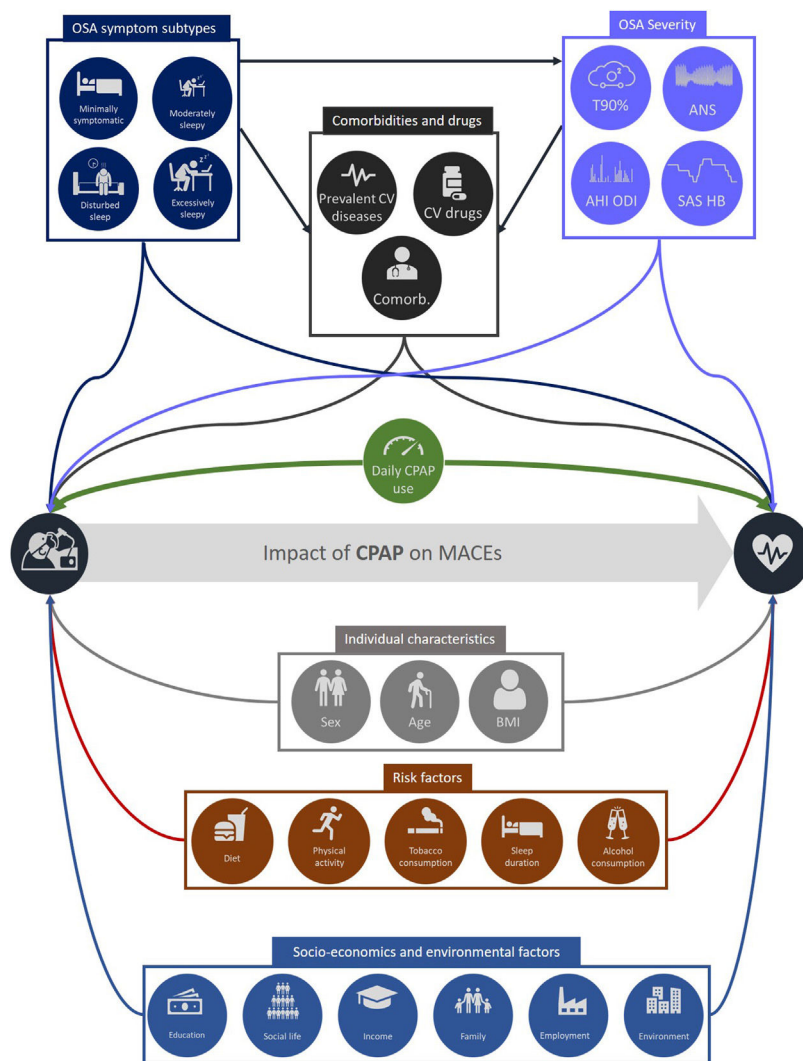 OSA symptom subtypes
Minimally
symptomatic
Moderately
sleepy
Disturbed
sleep
Excessively
sleepy
OSA Severity
T90%
ANS
AHI ODI
SAS HB
Comorbidities and drugs
Prevalent CV
diseases
CV drugs
Comorb.
Daily CPAP
use
Impact of CPAP on MACEs
Individual characteristics
Sex
Age
BMI
Risk factors
Diet
Physical
activity
Tobacco
consumption
Sleep
duration
Alcohol
consumption
Socio-economics and environmental factors
Education
Social life
Income
Family
Employment
Environment